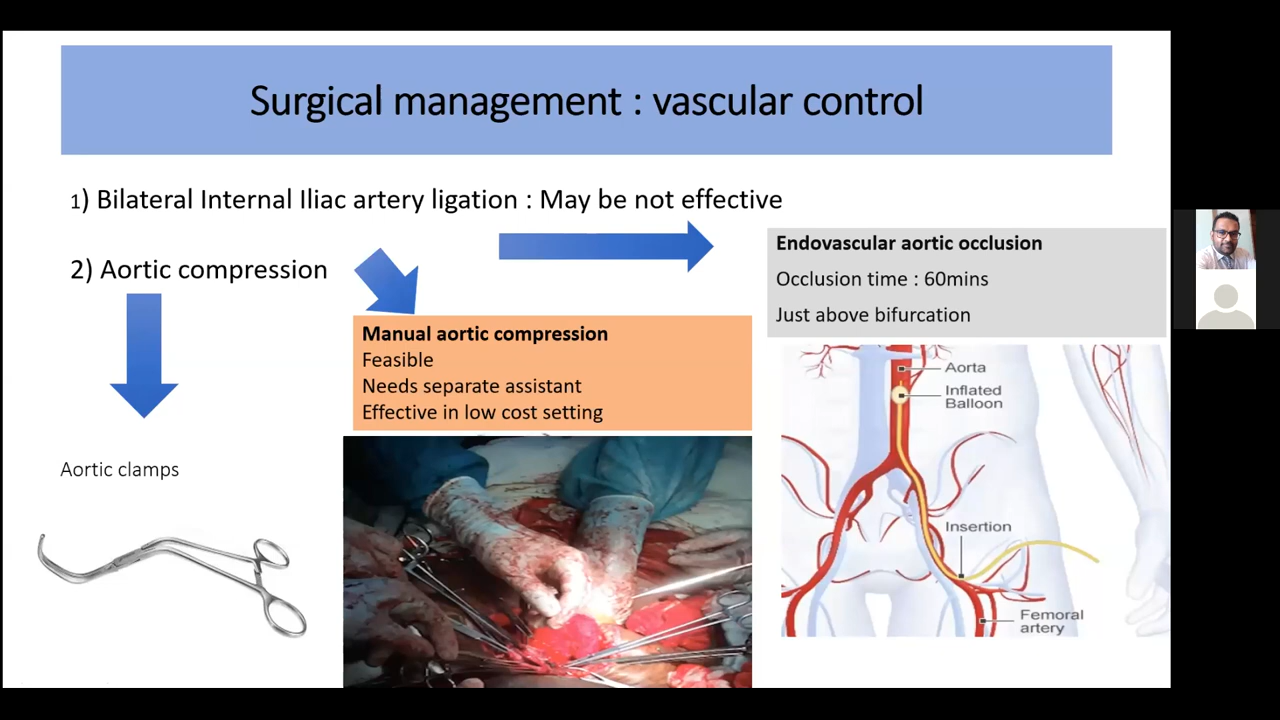 Surgical management : vascular control
1) Bilateral Internal Iliac artery ligation : May be not effective
2) Aortic compression
Endovascular aortic occlusion
Occlusion time : 60mins
Just above bifurcation
Manual aortic compression
Feasible
Needs separate assistant
Effective in low cost setting
Aortic clamps
Aorta
Inflated
Balloon
Insertion
Femoral
artery